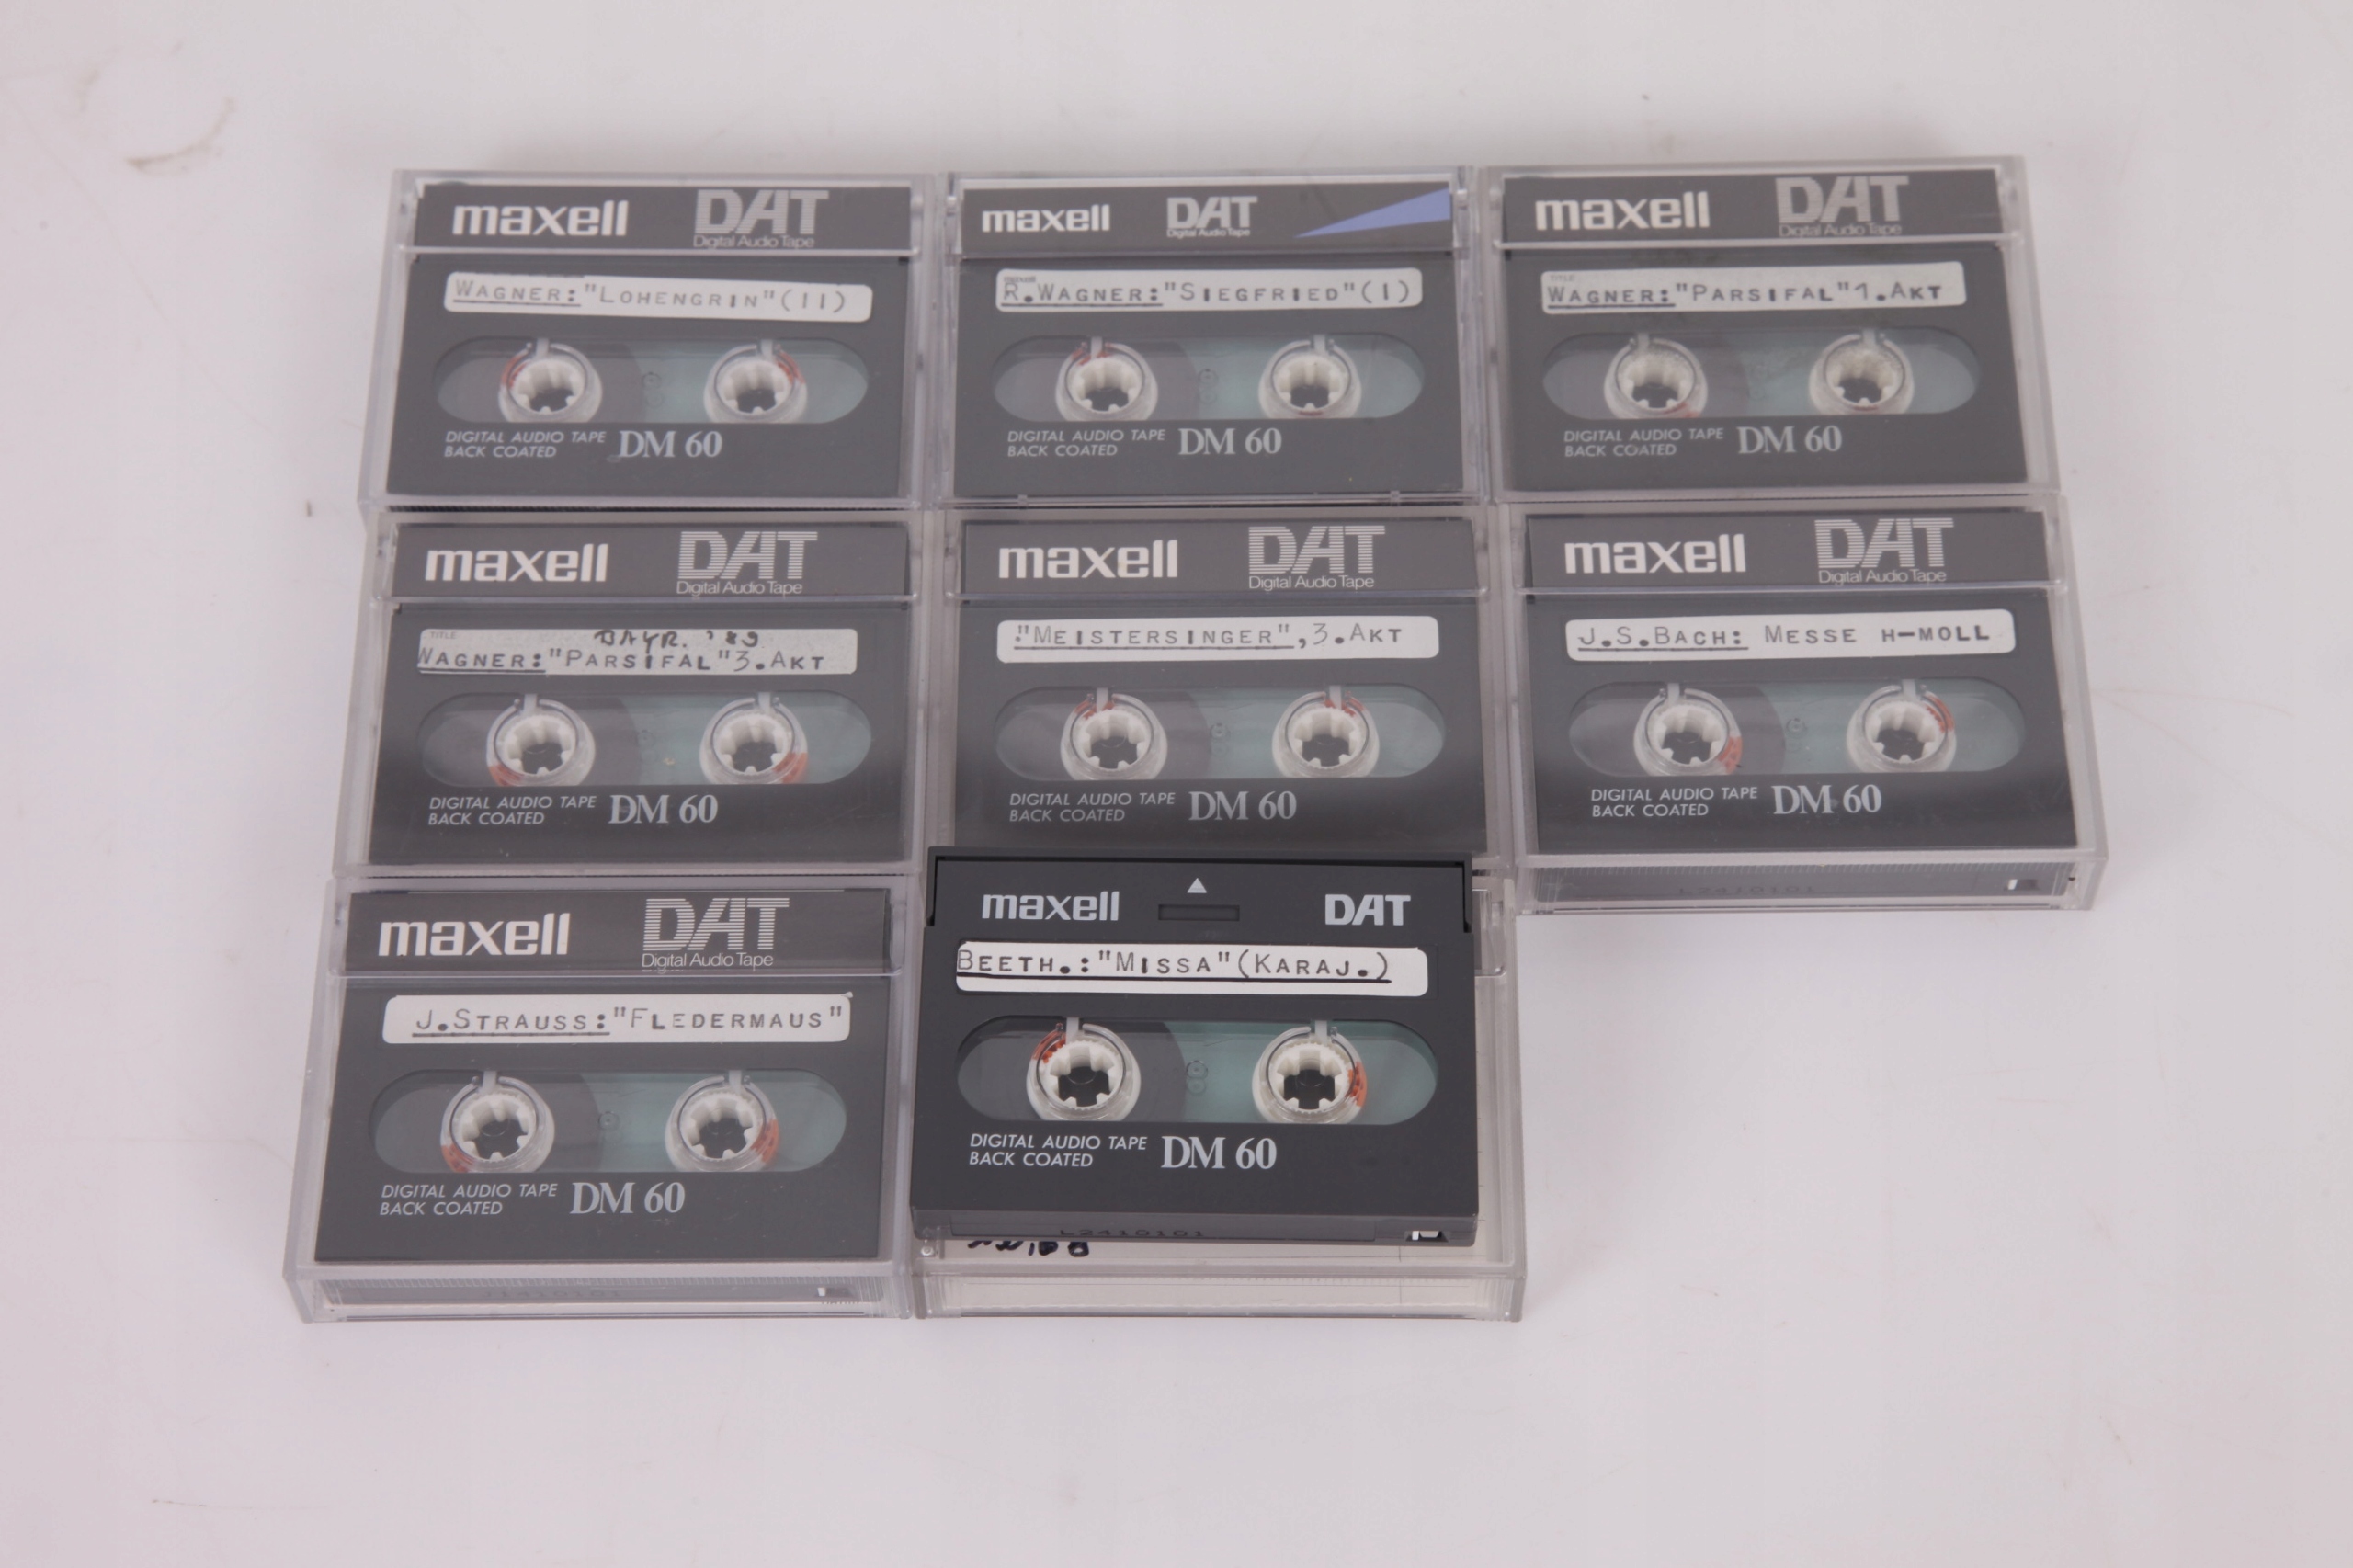 maxell DAT
Digital Audio Tape
WAGNER:"LOHENGRIN"(II)
DIGITAL AUDIO TAPE
BACK COATED DM 60
maxell DAT
Digital Audio Tape
R.WAGNER:"SIEGFRIED"(I)
DIGITAL AUDIO TAPE
BACK COATED DM 60
maxell DAT
Digital Audio Tape
TITLE
WAGNER:"PARSIFAL"1.AKT
DIGITAL AUDIO TAPE
BACK COATED DM 60
maxell DAT
Digital Audio Tape
TITLE
BAYR. '89
WAGNER:"PARSIFAL"3.AKT
DIGITAL AUDIO TAPE
BACK COATED DM 60
maxell DAT
Digital Audio Tape
"MEISTERSINGER",3.AKT
DIGITAL AUDIO TAPE
BACK COATED DM 60
maxell DAT
Digital Audio Tape
J.S.BACH: MESSE H-MOLL
DIGITAL AUDIO TAPE
BACK COATED DM 60
L2410101
maxell DAT
Digital Audio Tape
J.STRAUSS:"FLEDERMAUS"
DIGITAL AUDIO TAPE
BACK COATED DM 60
maxell DAT
BEETH.:"MISSA"(KARAJ.)
DIGITAL AUDIO TAPE
BACK COATED DM 60
L2410101